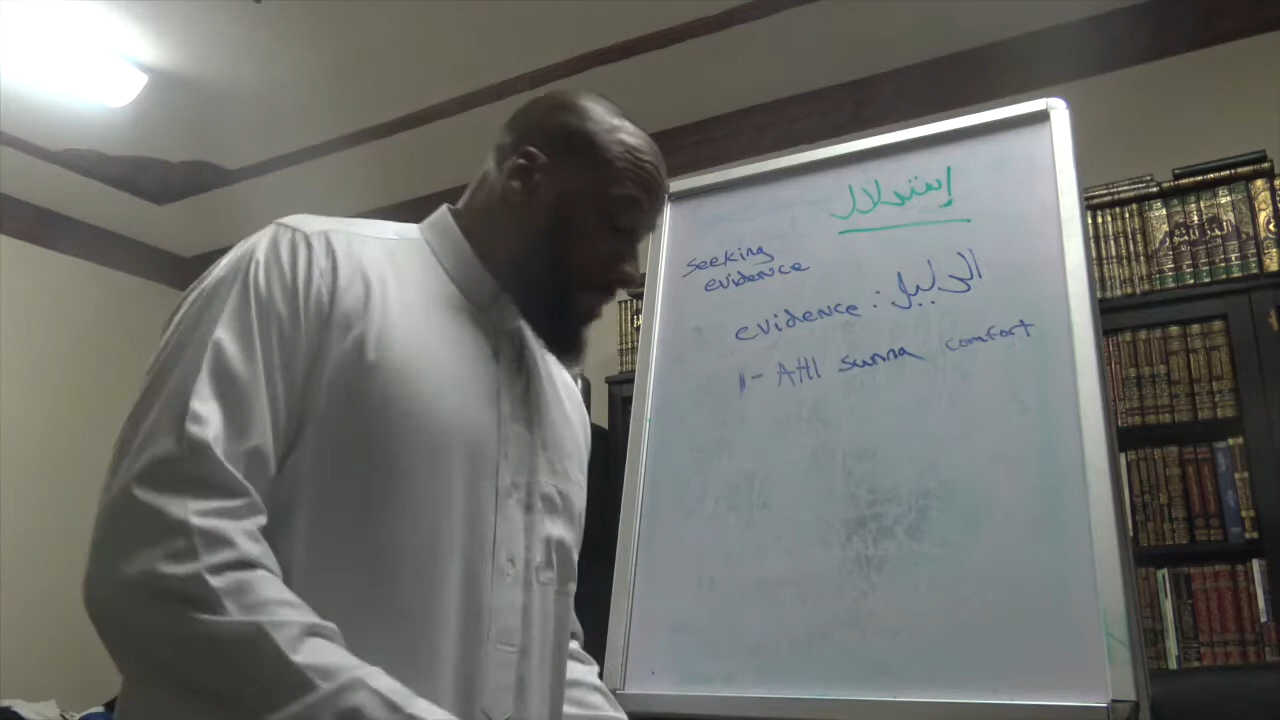 إستدلال
seeking
evidence
evidence : الدليل
1- AHl sunna comfort